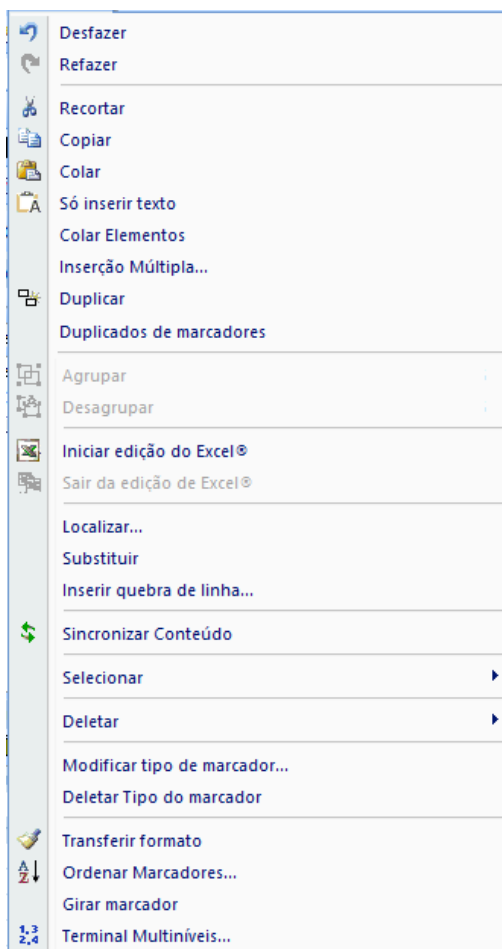 Desfazer
Refazer
Recortar
Copiar
Colar
Só inserir texto
Colar Elementos
Inserção Múltipla...
Duplicar
Duplicados de marcadores
Agrupar
Desagrupar
Iniciar edição do Excel®
Sair da edição de Excel®
Localizar...
Substituir
Inserir quebra de linha...
Sincronizar Conteúdo
Selecionar
Deletar
Modificar tipo de marcador...
Deletar Tipo do marcador
Transferir formato
Ordenar Marcadores...
Girar marcador
Terminal Multiníveis...